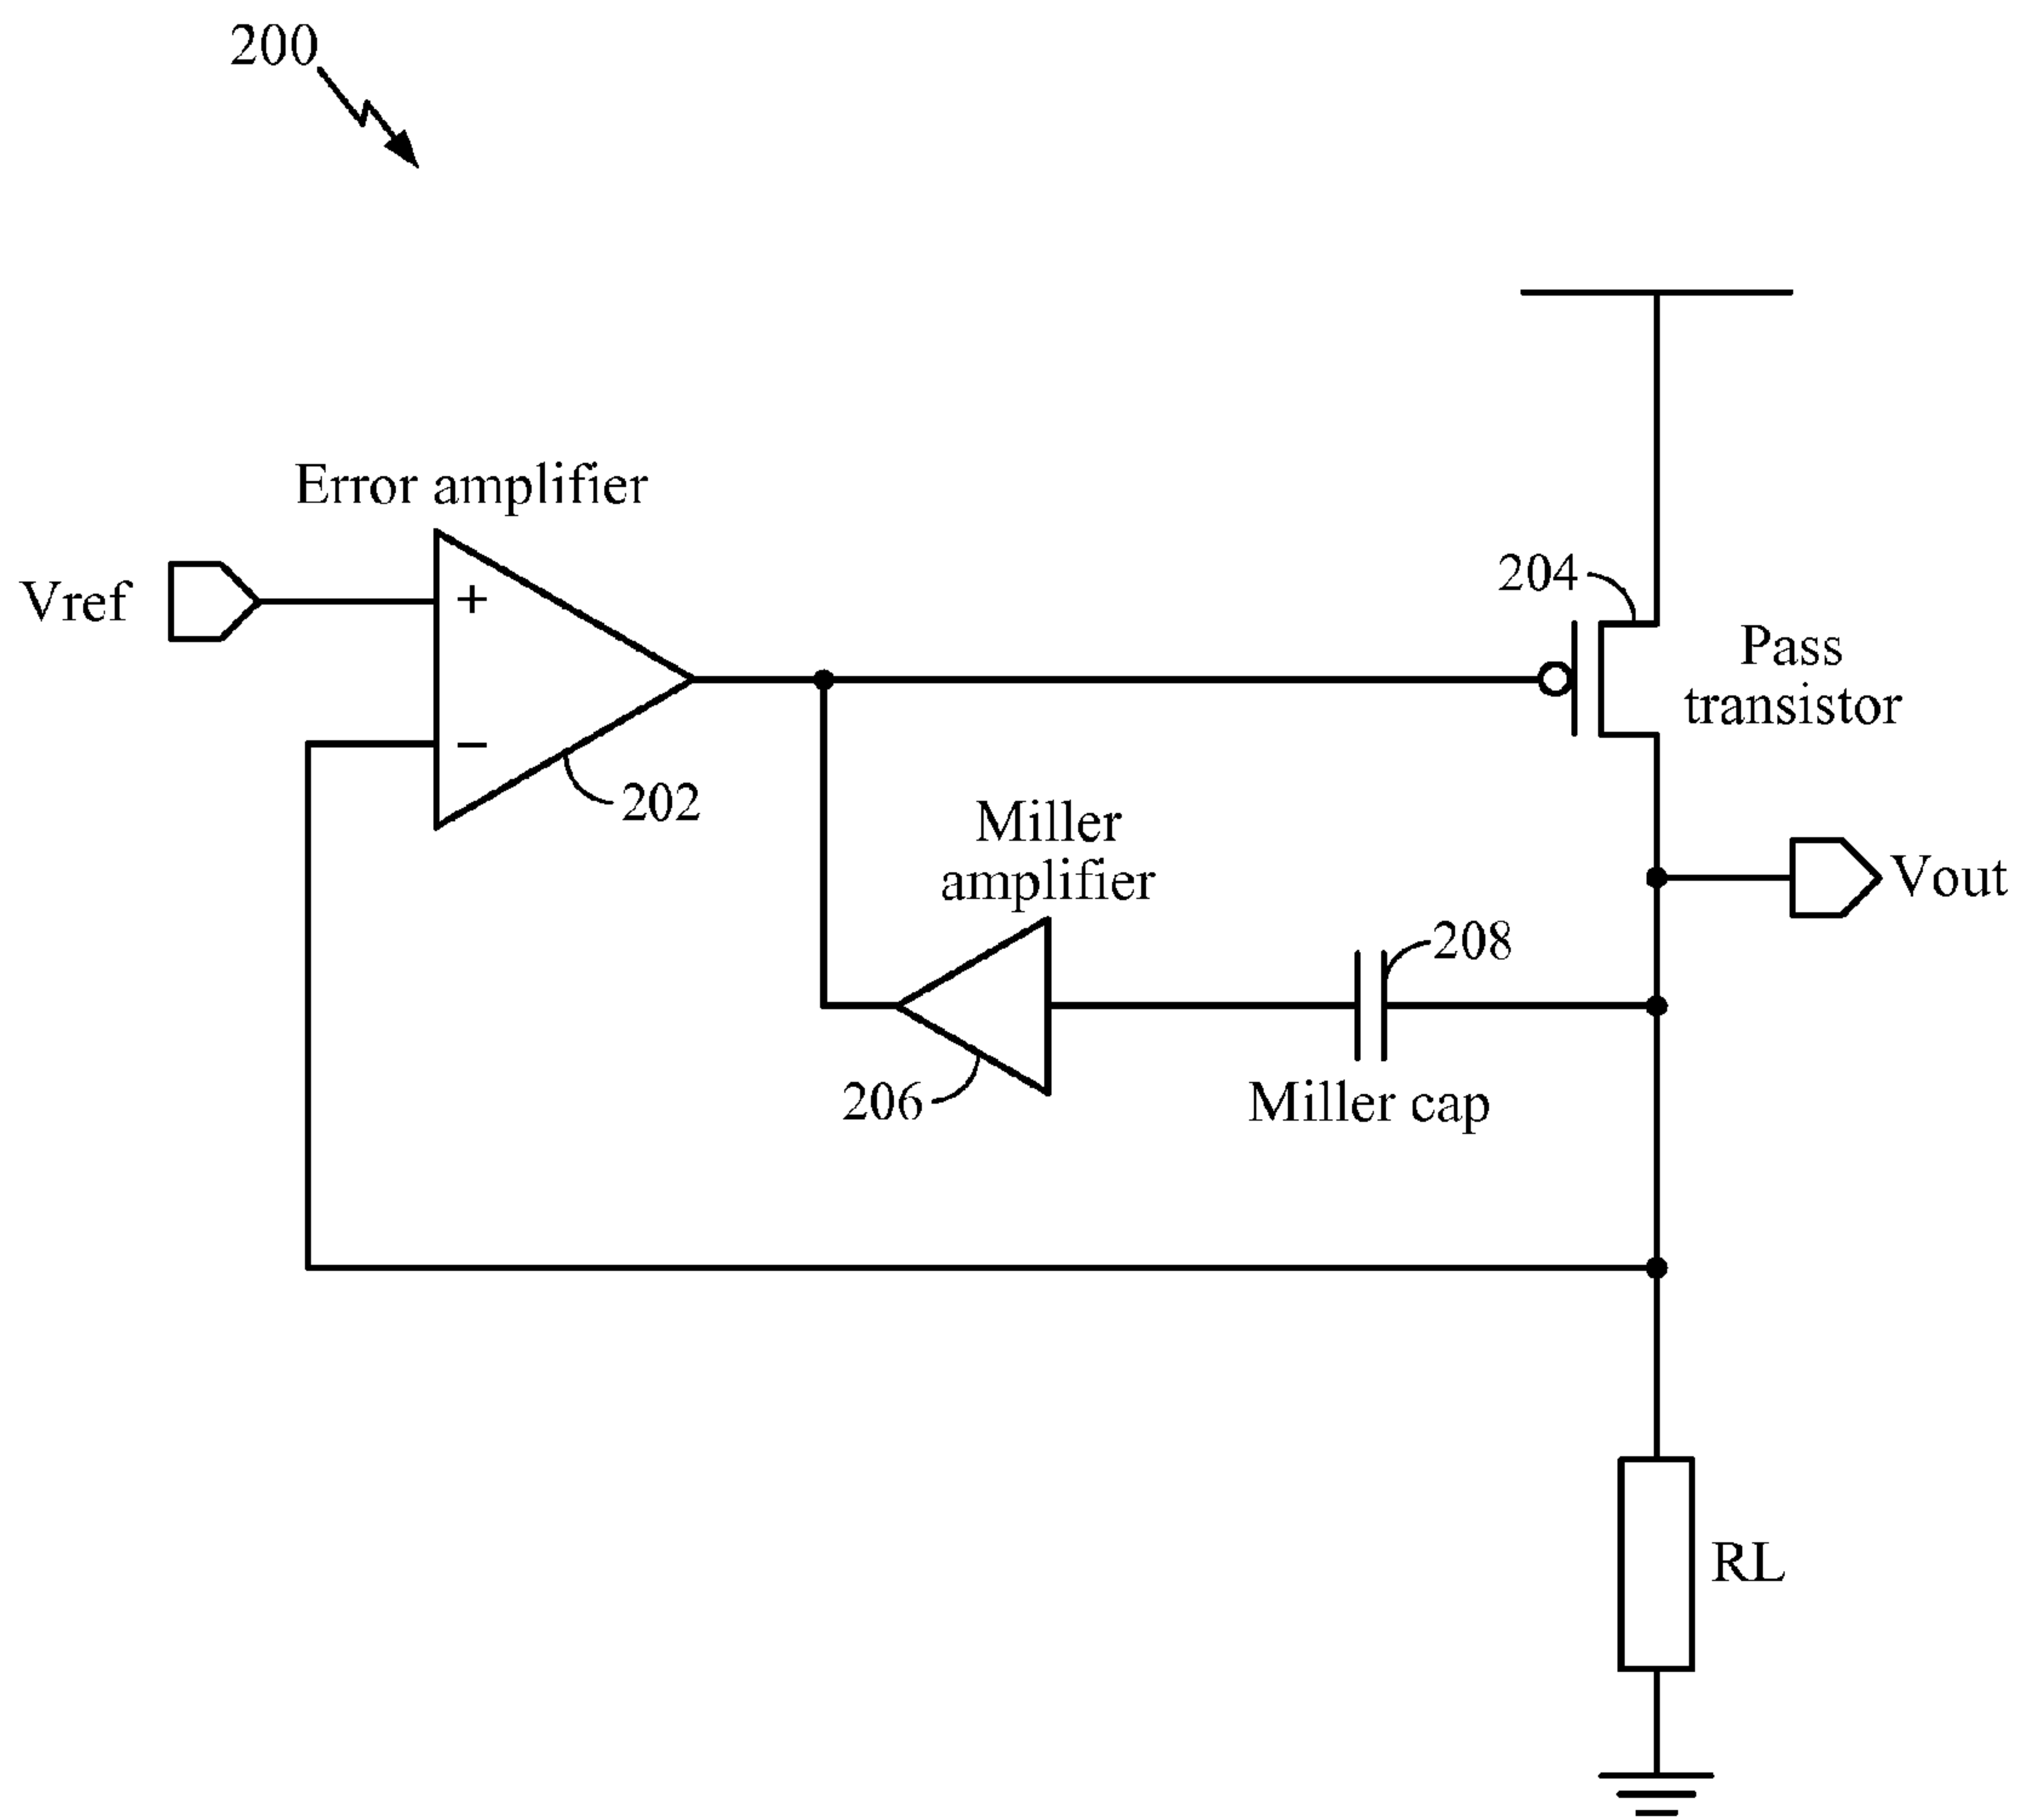 200
Error amplifier
Vref
+
−
202
204
Pass
transistor
Miller
amplifier
Vout
208
206
Miller cap
RL